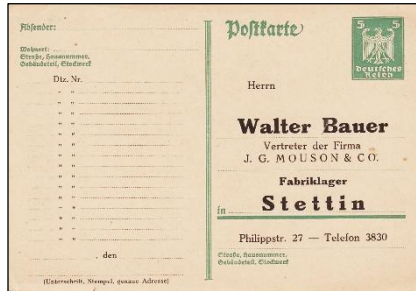 Absender:
Wohnort:
Straße, Hausnummer,
Gebäudeteil, Stockwerk
Dtz. Nr.
" "
" "
" "
" "
" "
" "
" "
" "
" "
" "
" "
" "
" "
, den
(Unterschrift, Stempel, genaue Adresse)
Postkarte
5 5
Deutsches
Reich
Herrn
Walter Bauer
Vertreter der Firma
J. G. MOUSON & CO.
Fabriklager
in Stettin
Philippstr. 27 — Telefon 3830
Straße, Hausnummer,
Gebäudeteil, Stockwerk